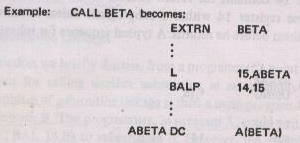 Example: CALL BETA becomes:
EXTRN BETA
⋮
L 15,ABETA
BALP 14,15
⋮
ABETA DC A(BETA)